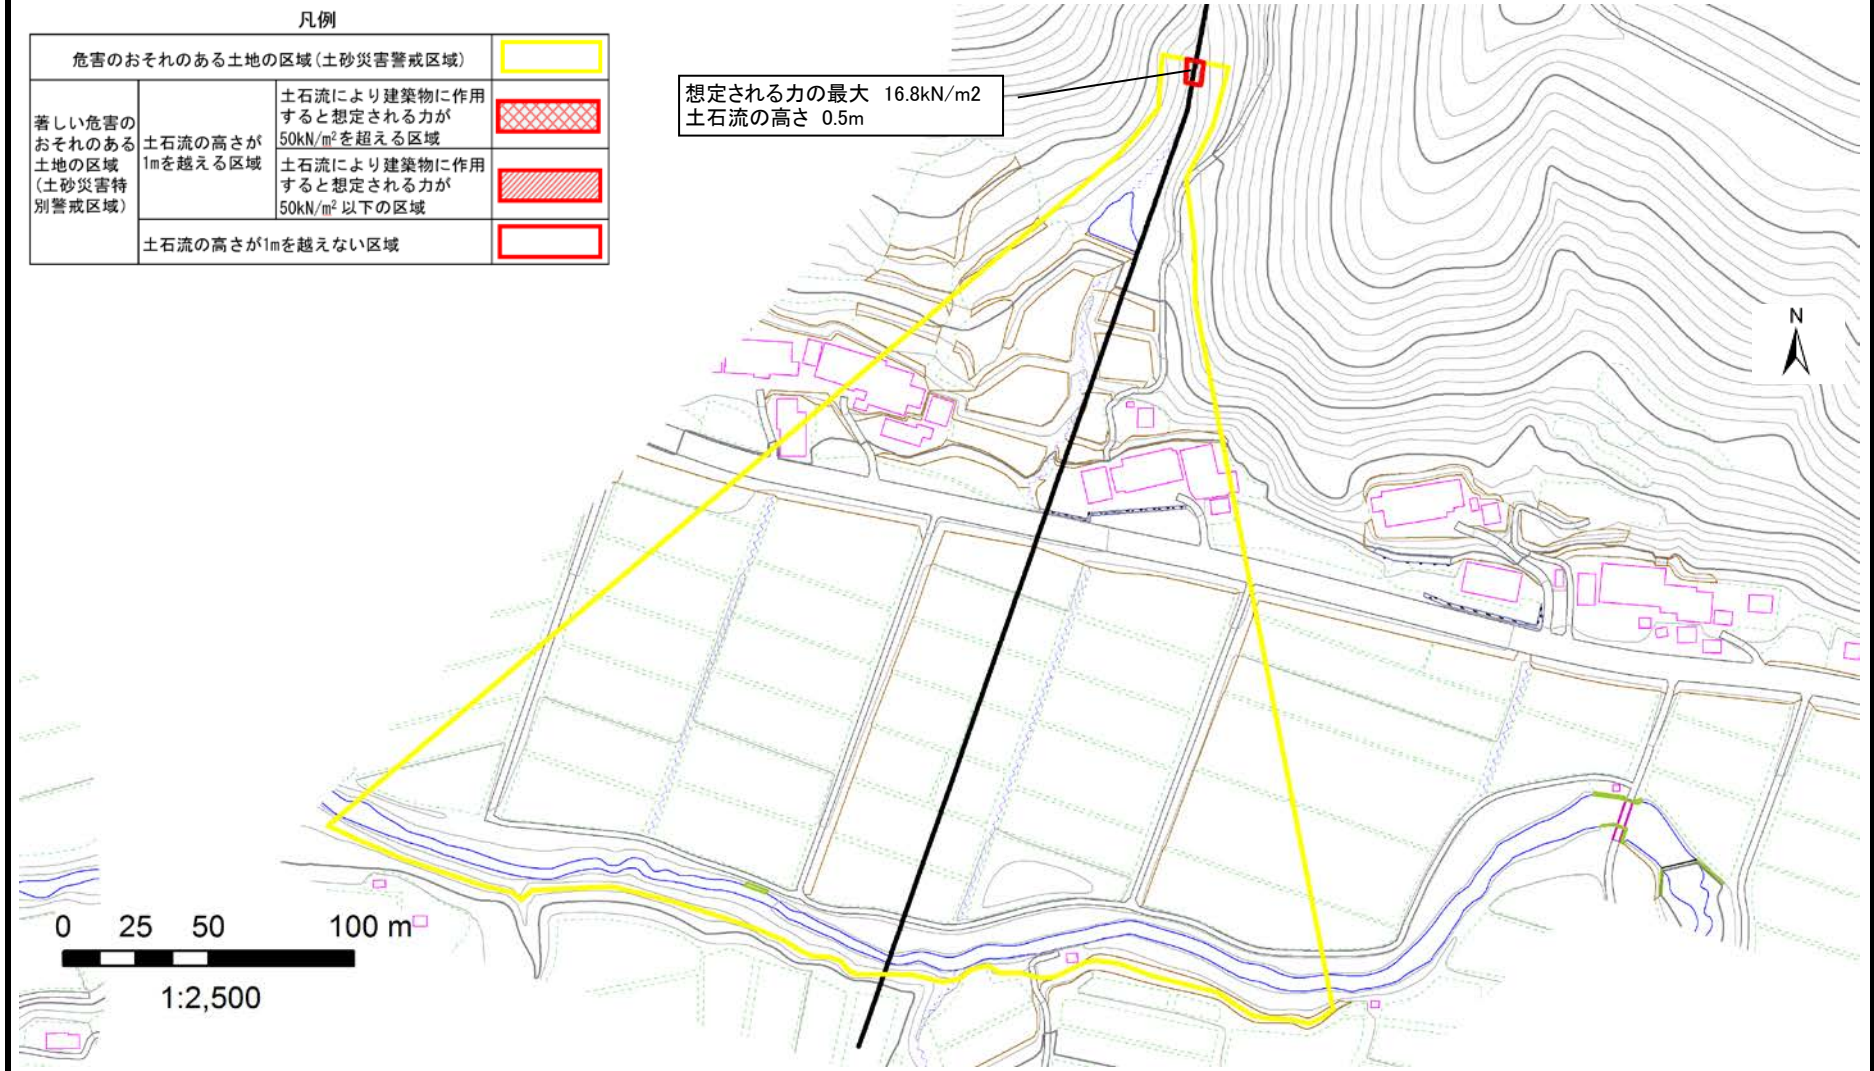 凡例
危害のおそれのある土地の区域(土砂災害警戒区域)
著しい危害の
おそれのある
土地の区域
(土砂災害特
別警戒区域)
土石流の高さが
1mを越える区域
土石流により建築物に作用
すると想定される力が
50kN/㎡を超える区域
土石流により建築物に作用
すると想定される力が
50kN/㎡以下の区域
土石流の高さが1mを越えない区域
想定される力の最大 16.8kN/m2
土石流の高さ 0.5m
N
0 25 50 100 m
1:2,500